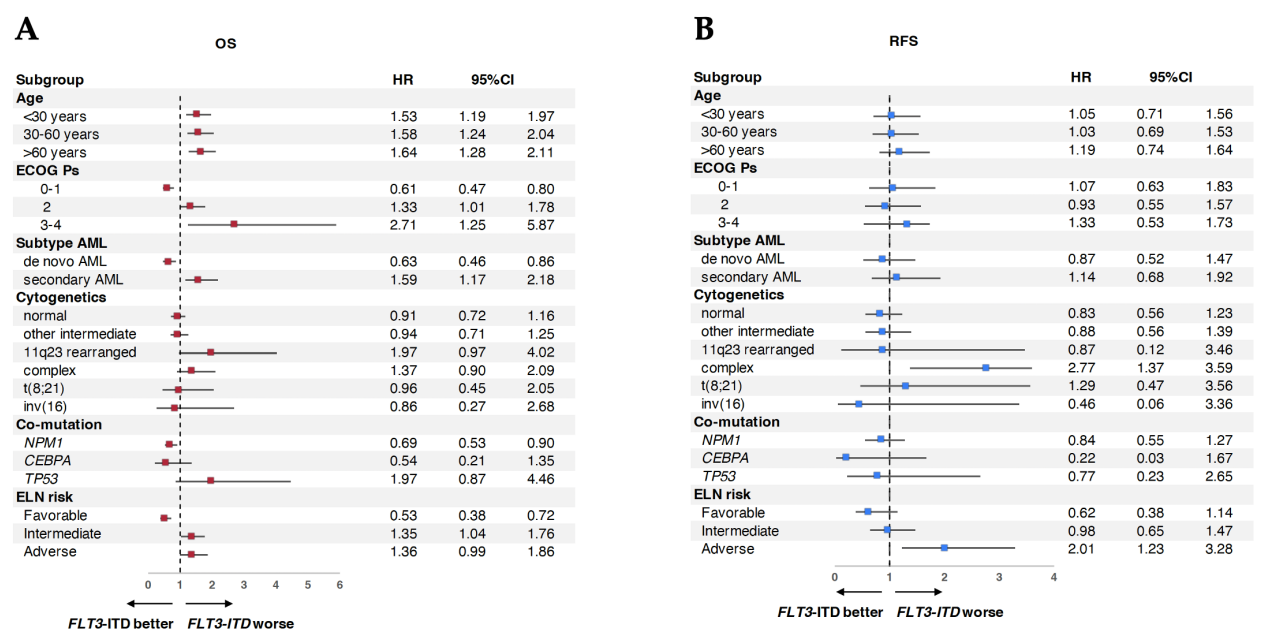 A
OS
Subgroup HR 95%CI
Age
<30 years 1.53 1.19 1.97
30-60 years 1.58 1.24 2.04
>60 years 1.64 1.28 2.11
ECOG Ps
0-1 0.61 0.47 0.80
2 1.33 1.01 1.78
3-4 2.71 1.25 5.87
Subtype AML
de novo AML 0.63 0.46 0.86
secondary AML 1.59 1.17 2.18
Cytogenetics
normal 0.91 0.72 1.16
other intermediate 0.94 0.71 1.25
11q23 rearranged 1.97 0.97 4.02
complex 1.37 0.90 2.09
t(8;21) 0.96 0.45 2.05
inv(16) 0.86 0.27 2.68
Co-mutation
NPM1 0.69 0.53 0.90
CEBPA 0.54 0.21 1.35
TP53 1.97 0.87 4.46
ELN risk
Favorable 0.53 0.38 0.72
Intermediate 1.35 1.04 1.76
Adverse 1.36 0.99 1.86
0 1 2 3 4 5 6
FLT3-ITD better FLT3-ITD worse
B
RFS
Subgroup HR 95%CI
Age
<30 years 1.05 0.71 1.56
30-60 years 1.03 0.69 1.53
>60 years 1.19 0.74 1.64
ECOG Ps
0-1 1.07 0.63 1.83
2 0.93 0.55 1.57
3-4 1.33 0.53 1.73
Subtype AML
de novo AML 0.87 0.52 1.47
secondary AML 1.14 0.68 1.92
Cytogenetics
normal 0.83 0.56 1.23
other intermediate 0.88 0.56 1.39
11q23 rearranged 0.87 0.12 3.46
complex 2.77 1.37 3.59
t(8;21) 1.29 0.47 3.56
inv(16) 0.46 0.06 3.36
Co-mutation
NPM1 0.84 0.55 1.27
CEBPA 0.22 0.03 1.67
TP53 0.77 0.23 2.65
ELN risk
Favorable 0.62 0.38 1.14
Intermediate 0.98 0.65 1.47
Adverse 2.01 1.23 3.28
0 1 2 3 4
FLT3-ITD better FLT3-ITD worse